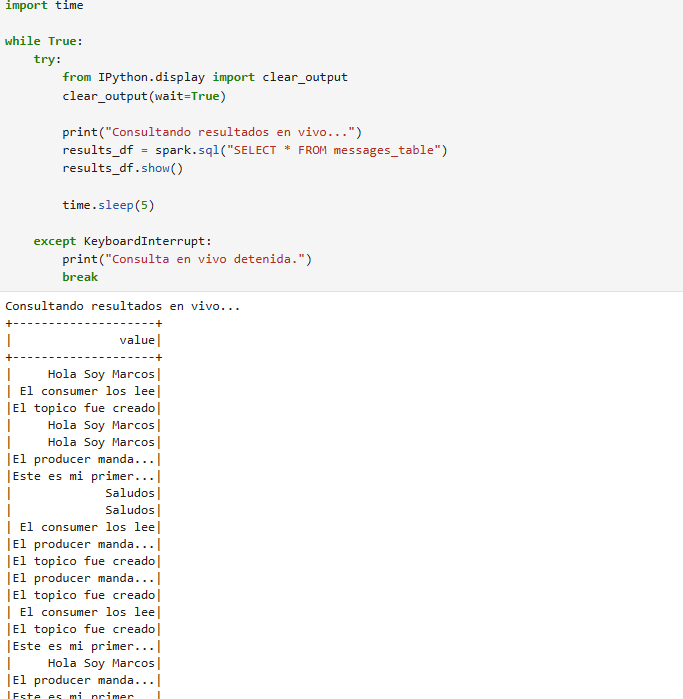 import time
while True:
    try:
        from IPython.display import clear_output
        clear_output(wait=True)
        print("Consultando resultados en vivo...")
        results_df = spark.sql("SELECT * FROM messages_table")
        results_df.show()
        time.sleep(5)
    except KeyboardInterrupt:
        print("Consulta en vivo detenida.")
        break
Consultando resultados en vivo...
+--------------------+
|               value|
+--------------------+
|     Hola Soy Marcos|
| El consumer los lee|
|El topico fue creado|
|     Hola Soy Marcos|
|     Hola Soy Marcos|
|El producer manda...|
|Este es mi primer...|
|             Saludos|
|             Saludos|
| El consumer los lee|
|El producer manda...|
|El topico fue creado|
|El producer manda...|
|El topico fue creado|
| El consumer los lee|
|El topico fue creado|
|Este es mi primer...|
|     Hola Soy Marcos|
|El producer manda...|
|Este es mi primer...|